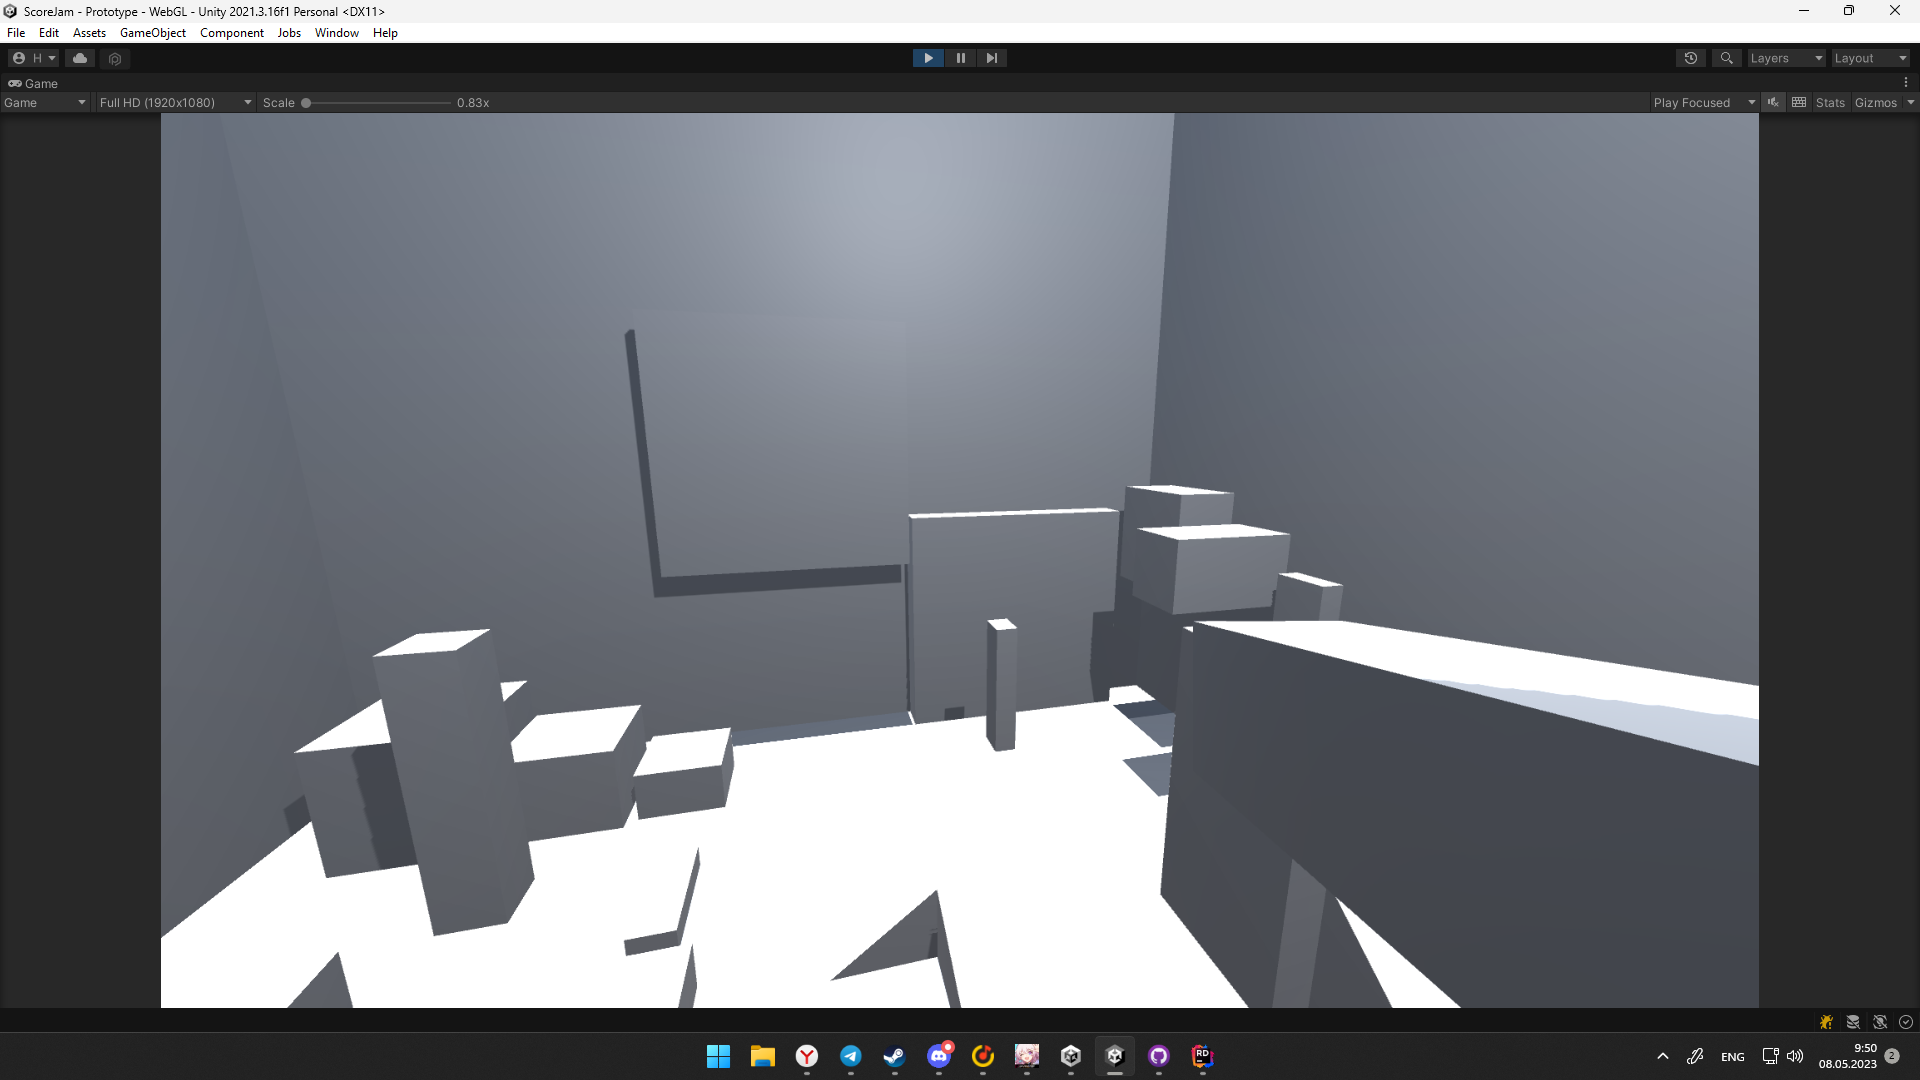 ScoreJam - Prototype - WebGL - Unity 2021.3.16f1 Personal <DX11>
File Edit Assets GameObject Component Jobs Window Help
H Layers Layout
Game
Game Full HD (1920x1080) Scale 0.83x Play Focused Stats Gizmos
RD
ENG 9:50 2
08.05.2023